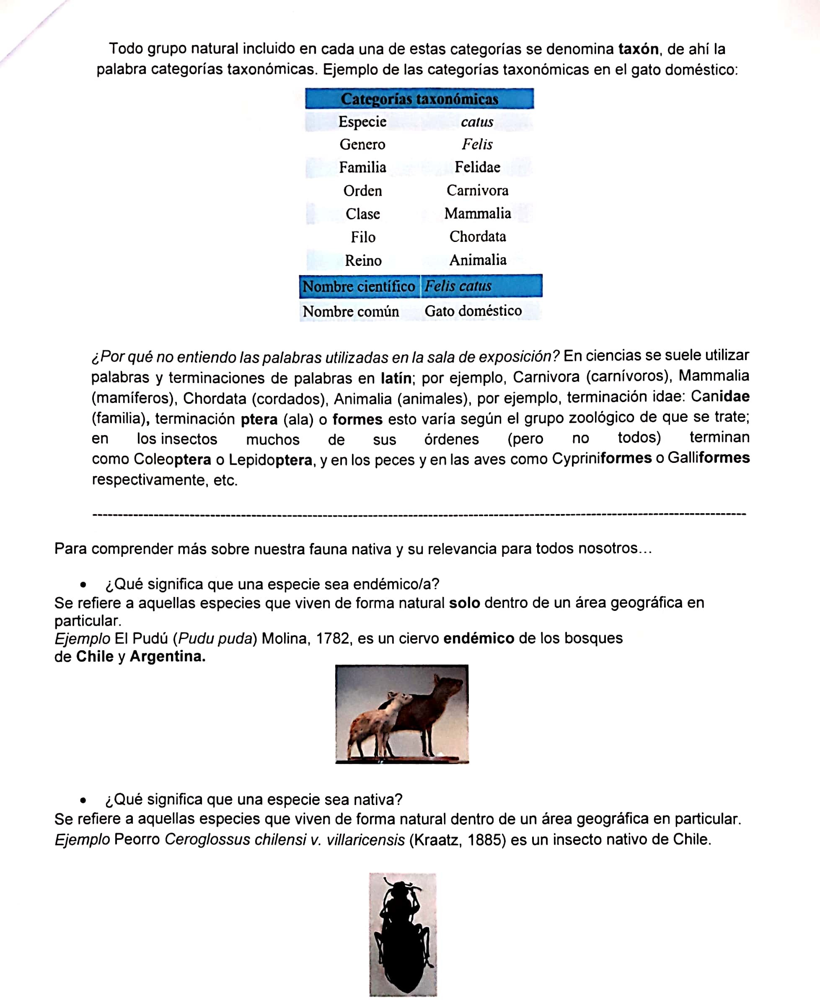 Todo grupo natural incluido en cada una de estas categorías se denomina taxón, de ahí la
palabra categorías taxonómicas. Ejemplo de las categorías taxonómicas en el gato doméstico:
Categorías taxonómicas
Especie catus
Genero Felis
Familia Felidae
Orden Carnivora
Clase Mammalia
Filo Chordata
Reino Animalia
Nombre científico Felis catus
Nombre común Gato doméstico
¿Por qué no entiendo las palabras utilizadas en la sala de exposición? En ciencias se suele utilizar
palabras y terminaciones de palabras en latín; por ejemplo, Carnivora (carnívoros), Mammalia
(mamíferos), Chordata (cordados), Animalia (animales), por ejemplo, terminación idae: Canidae
(familia), terminación ptera (ala) o formes esto varía según el grupo zoológico de que se trate;
en los insectos muchos de sus órdenes (pero no todos) terminan
como Coleoptera o Lepidoptera, y en los peces y en las aves como Cypriniformes o Galliformes
respectivamente, etc.
Para comprender más sobre nuestra fauna nativa y su relevancia para todos nosotros...
• ¿Qué significa que una especie sea endémico/a?
Se refiere a aquellas especies que viven de forma natural solo dentro de un área geográfica en
particular.
Ejemplo El Pudú (Pudu puda) Molina, 1782, es un ciervo endémico de los bosques
de Chile y Argentina.
• ¿Qué significa que una especie sea nativa?
Se refiere a aquellas especies que viven de forma natural dentro de un área geográfica en particular.
Ejemplo Peorro Ceroglossus chilensi v. villaricensis (Kraatz, 1885) es un insecto nativo de Chile.